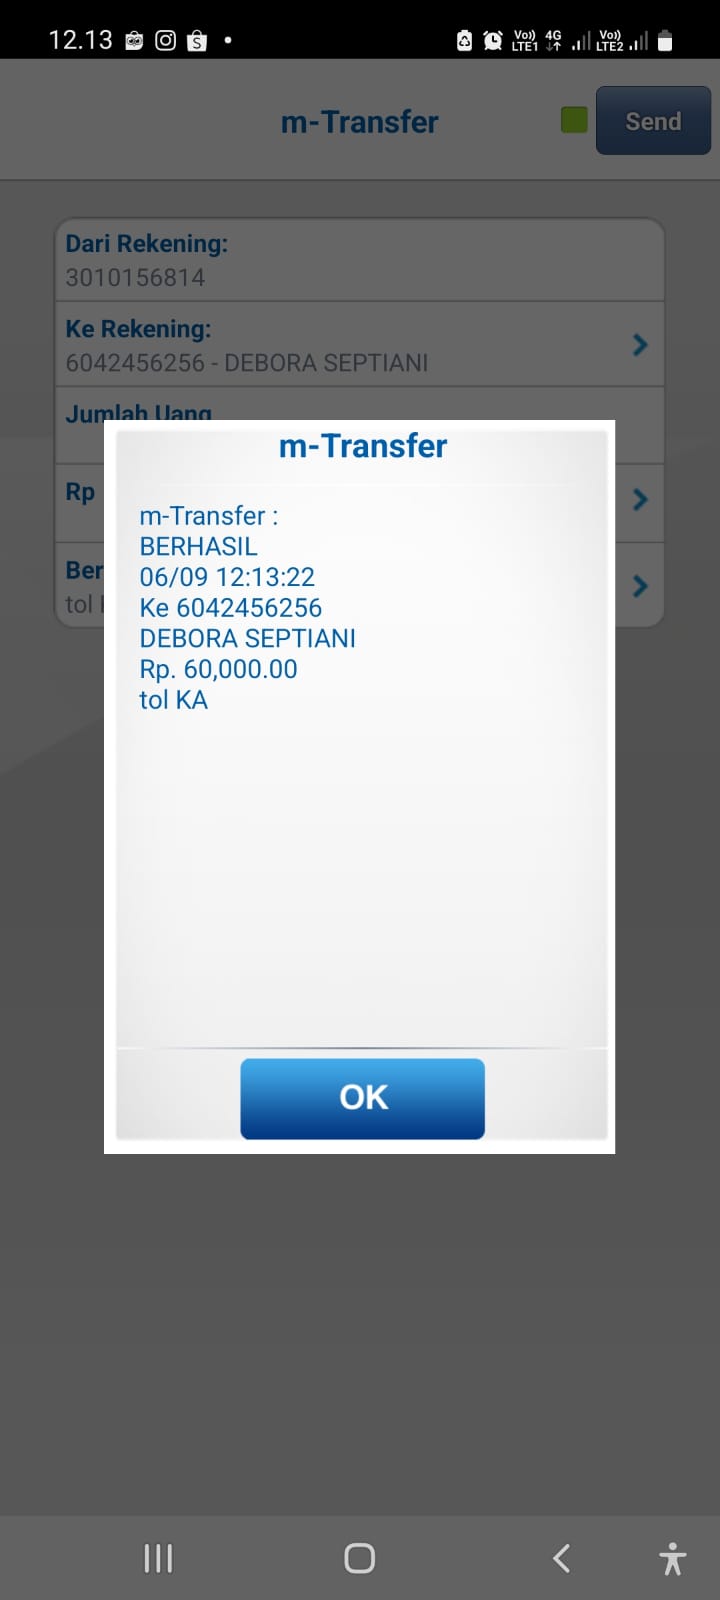 12.13
Vo)) LTE1 4G Vo)) LTE2
m-Transfer
Send
Dari Rekening:
3010156814
Ke Rekening:
6042456256 - DEBORA SEPTIANI
Jumlah Uang
Rp
Ber
tol
m-Transfer
m-Transfer :
BERHASIL
06/09 12:13:22
Ke 6042456256
DEBORA SEPTIANI
Rp. 60,000.00
tol KA
OK